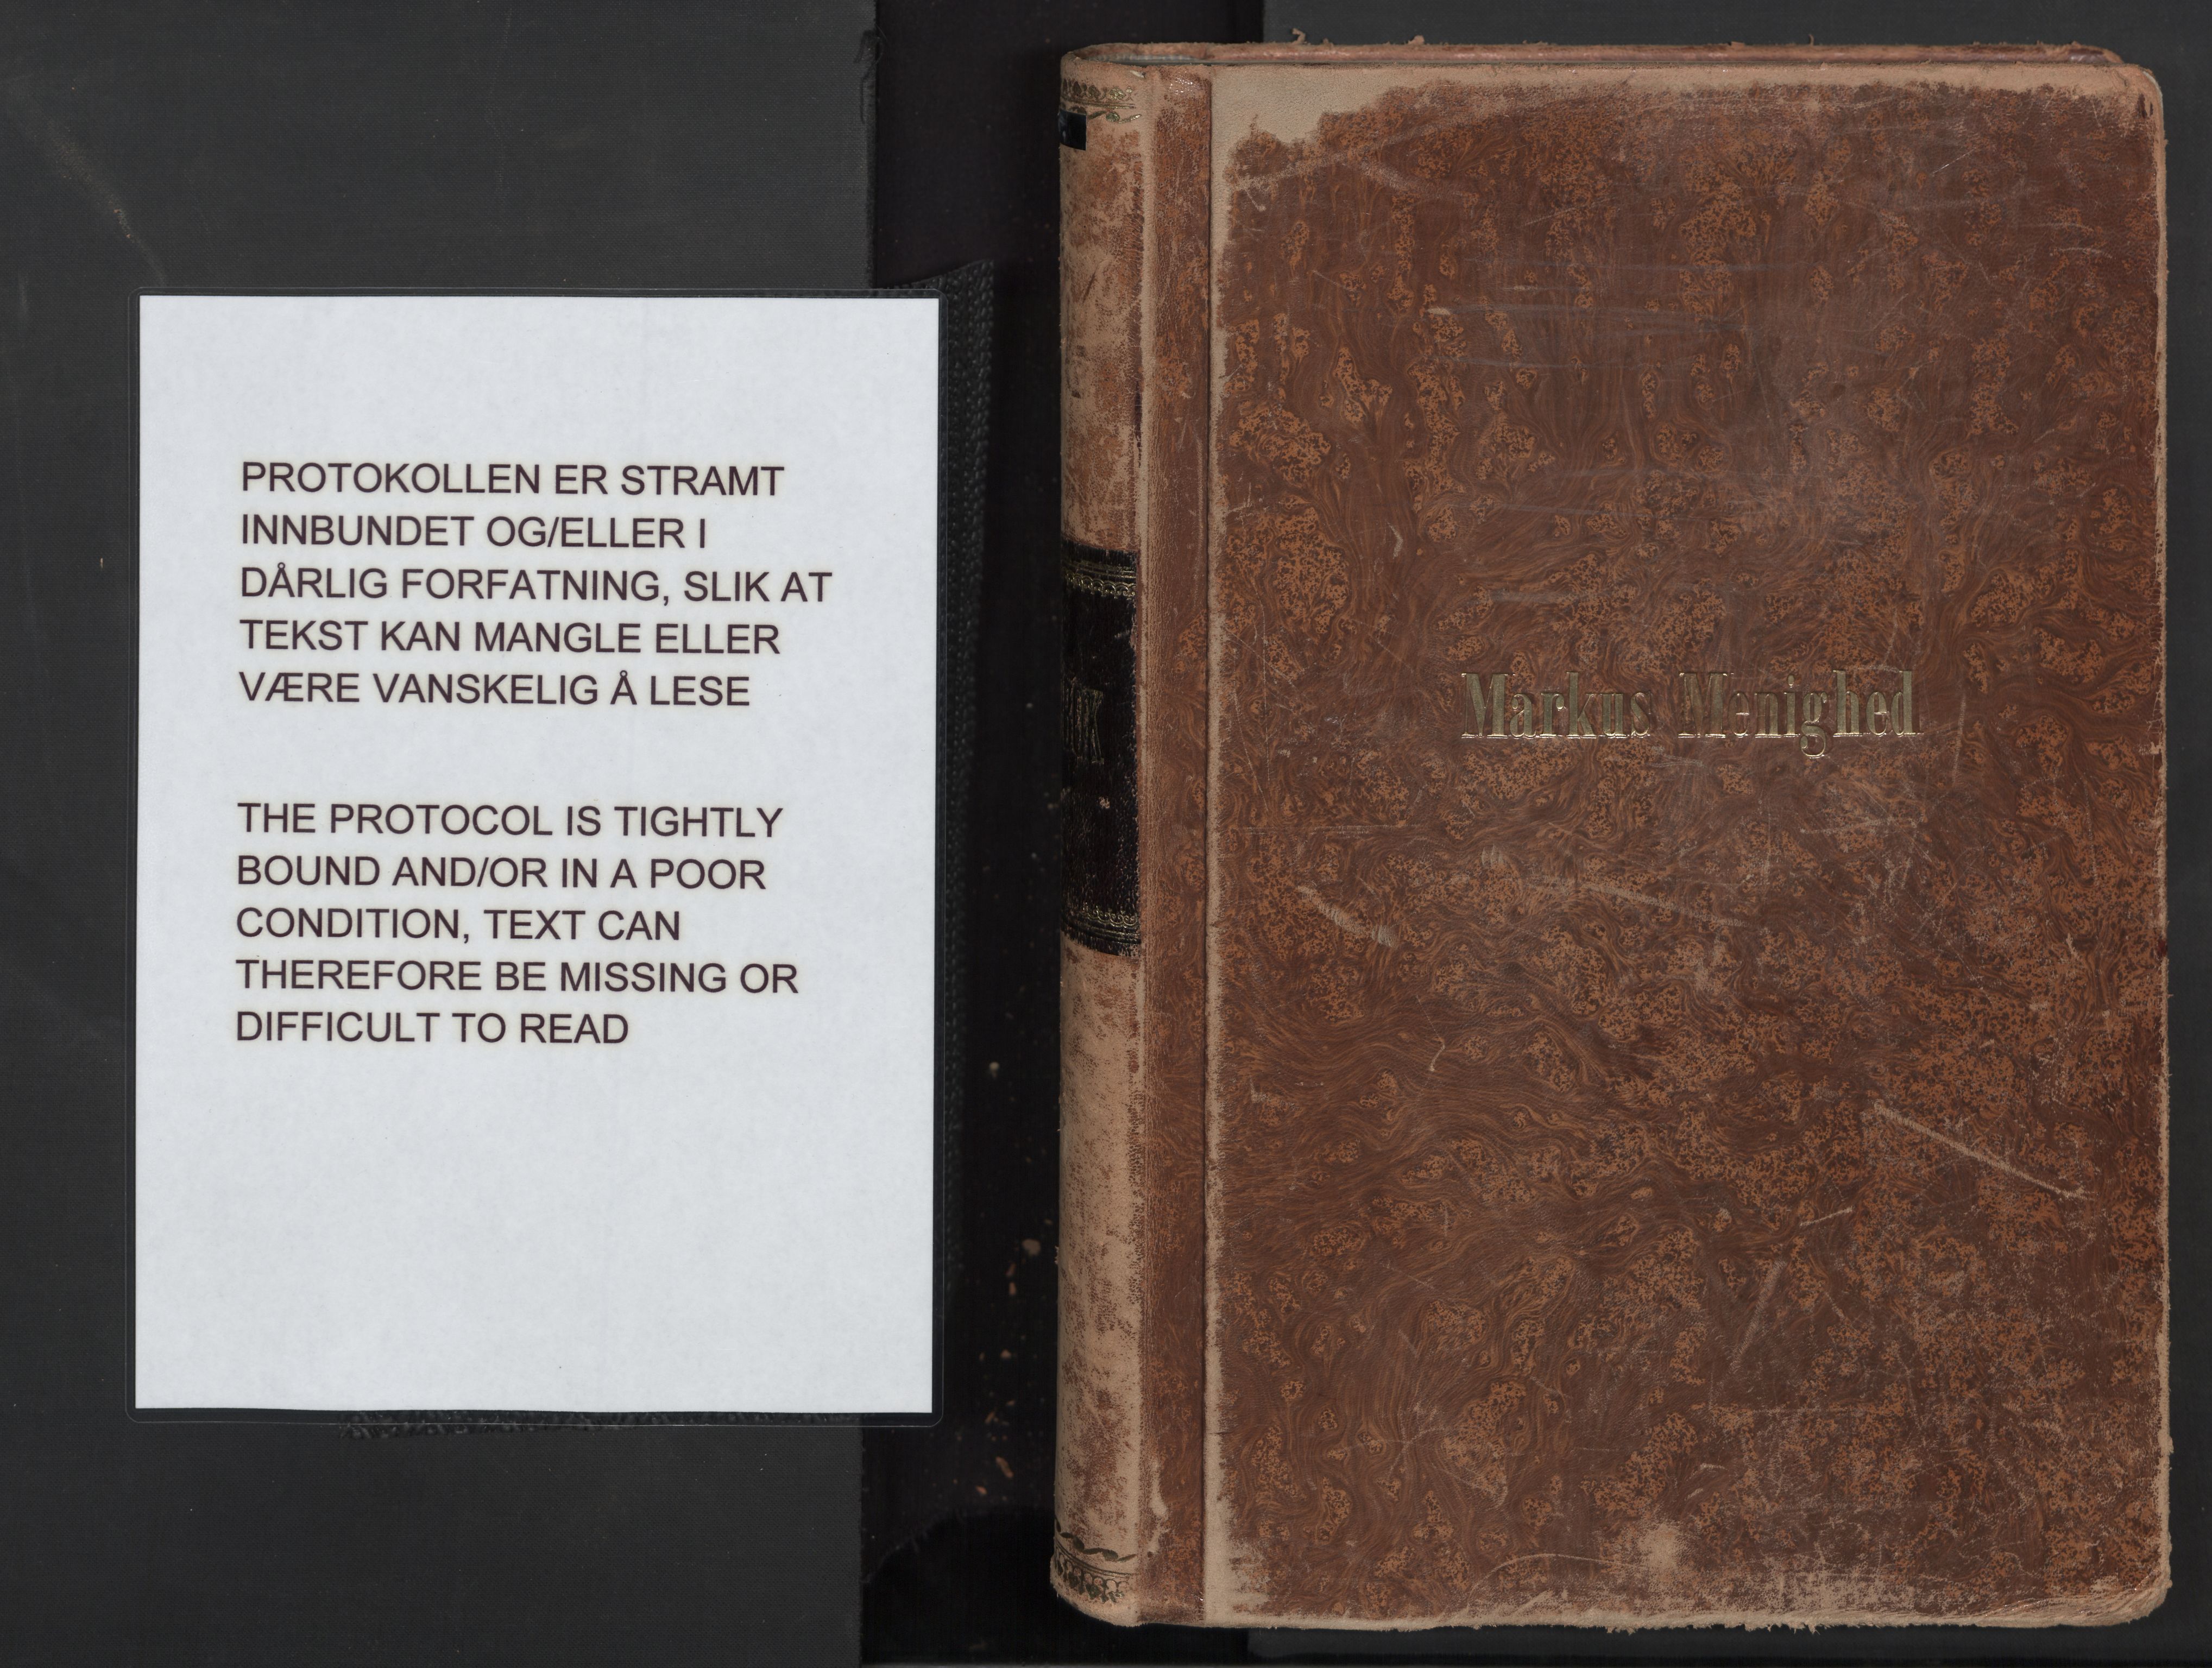 PROTOKOLLEN ER STRAMT
INNBUNDET OG/ELLER I
DÅRLIG FORFATNING, SLIK AT
TEKST KAN MANGLE ELLER
VÆRE VANSKELIG Å LESE
THE PROTOCOL IS TIGHTLY
BOUND AND/OR IN A POOR
CONDITION, TEXT CAN
THEREFORE BE MISSING OR
DIFFICULT TO READ
Markus Menighed